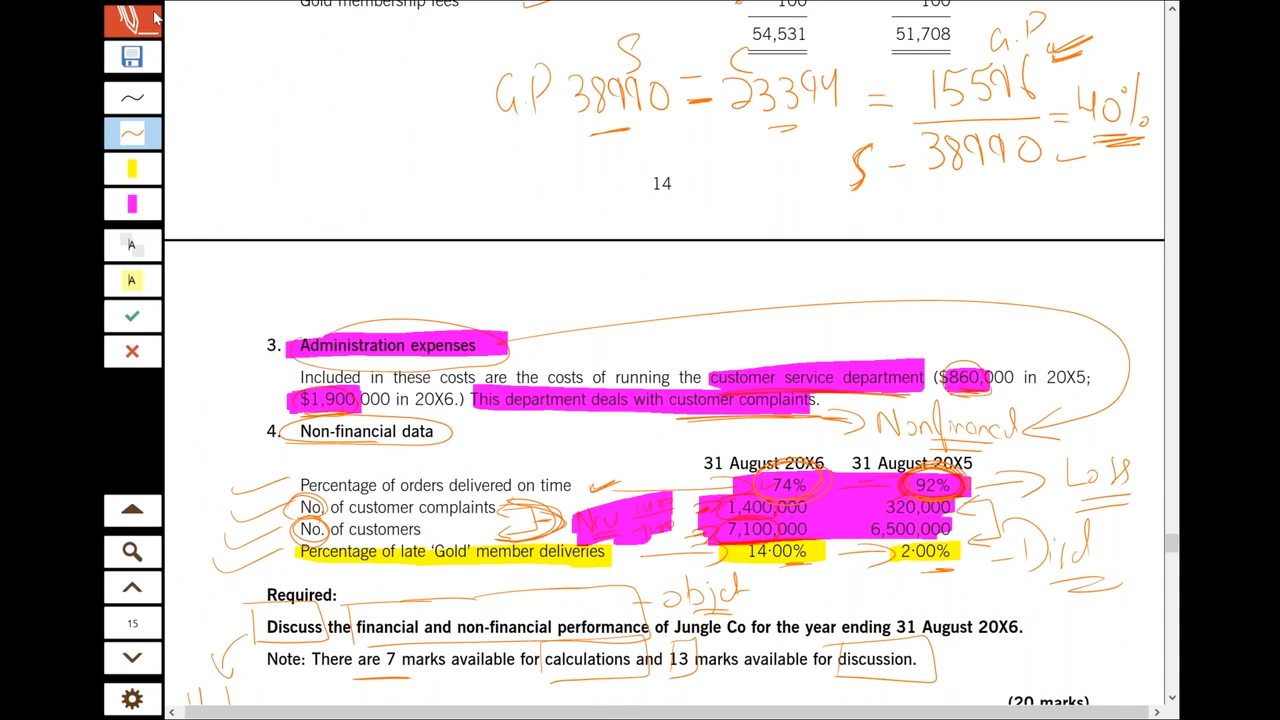 Gold membership fees 100 100
54,531 51,708
G.P
S C
G.P 38990 = 23394 = 15596 = 40%
S - 38990
14
3. Administration expenses
Included in these costs are the costs of running the customer service department ($860,000 in 20X5;
$1,900,000 in 20X6.) This department deals with customer complaints.
Nonfinancal
4. Non-financial data
31 August 20X6 31 August 20X5
Percentage of orders delivered on time 74% 92% Loss
No. of customer complaints 1,400,000 320,000
No. of customers 7,100,000 6,500,000
Percentage of late ‘Gold’ member deliveries 14·00% 2·00%
Required:
objct
Discuss the financial and non-financial performance of Jungle Co for the year ending 31 August 20X6.
Note: There are 7 marks available for calculations and 13 marks available for discussion.
(20 marks)
A
A
15